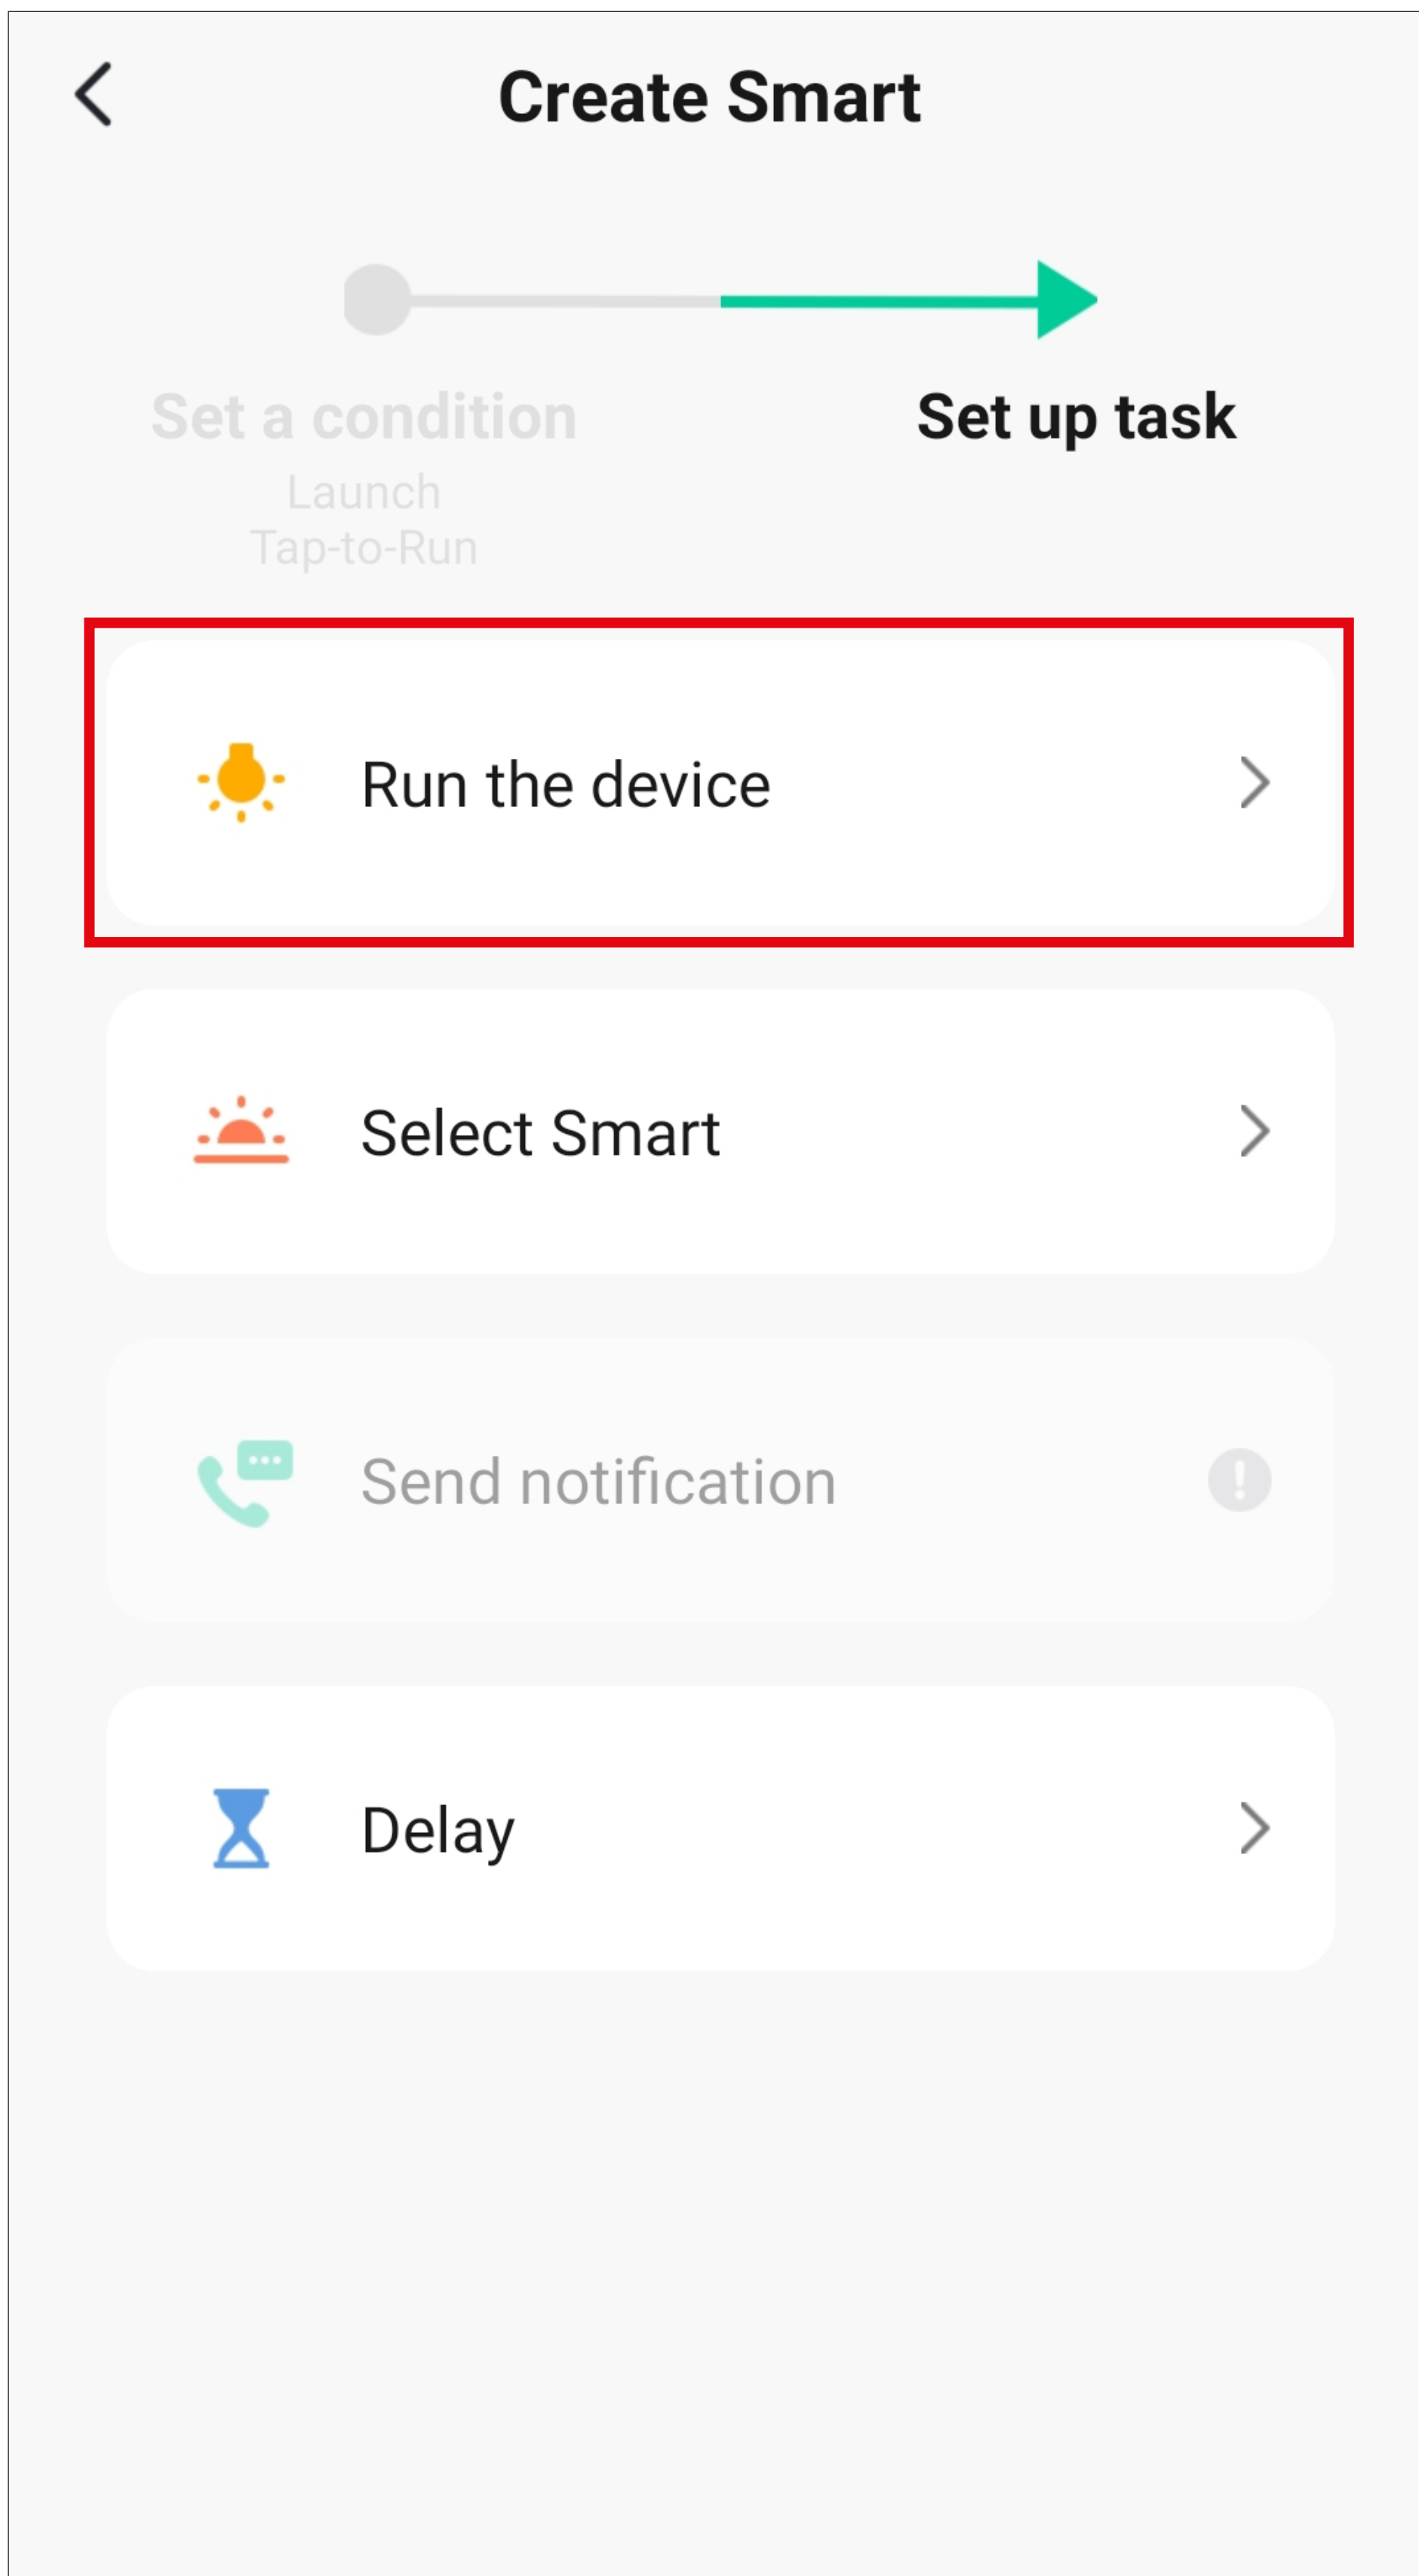 Create Smart
Set a condition
Set up task
Launch
Tap-to-Run
Run the device
Select Smart
Send notification
Delay